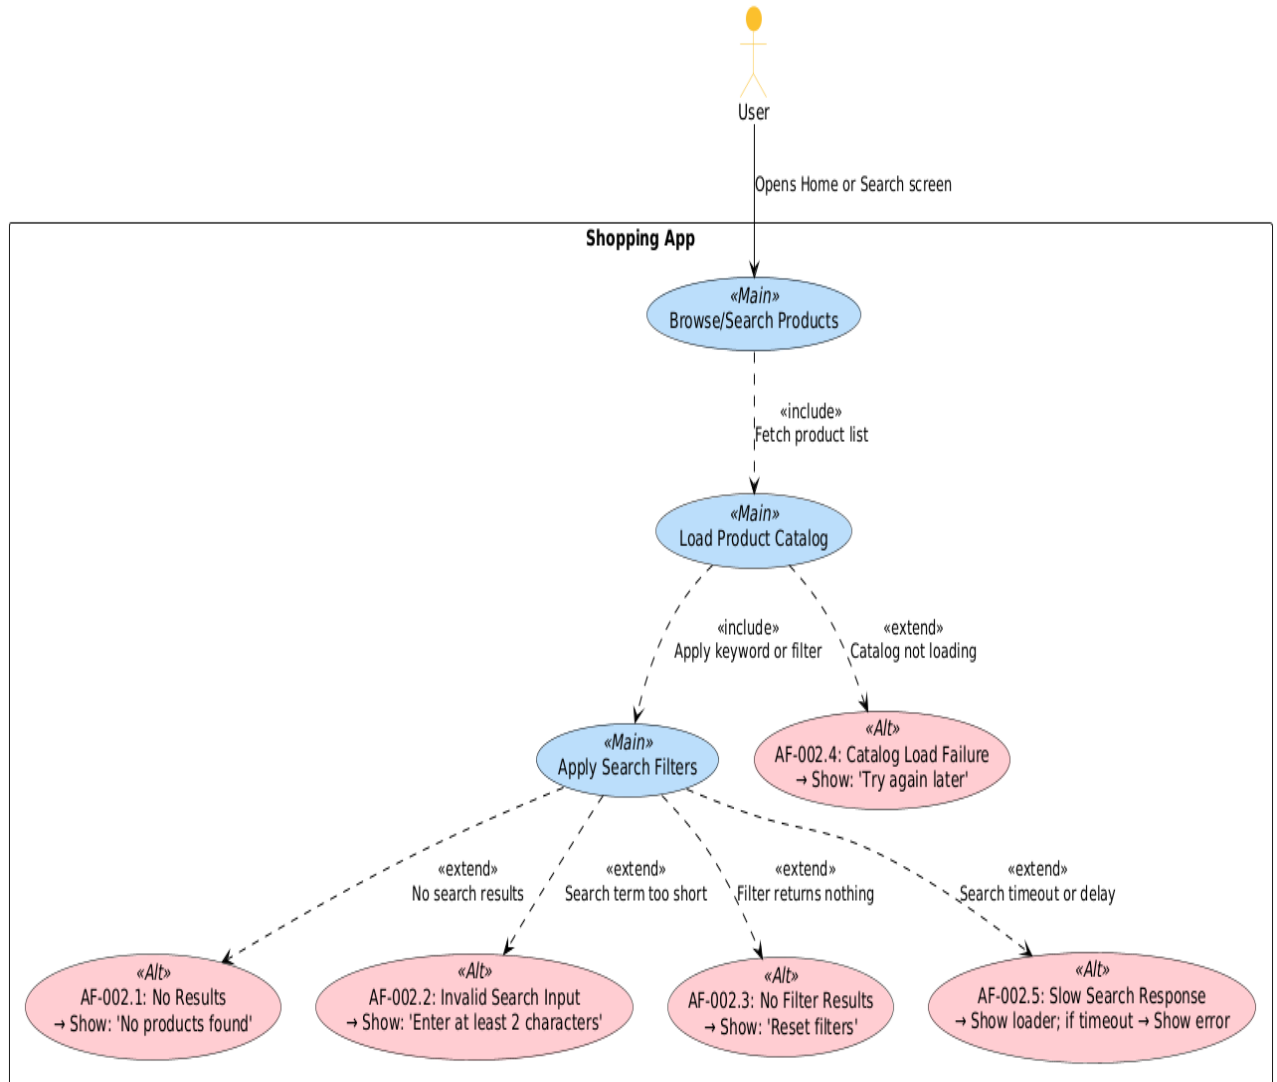 User
Opens Home or Search screen
Shopping App
«Main»
Browse/Search Products
«include»
Fetch product list
«Main»
Load Product Catalog
«include»
Apply keyword or filter
«extend»
Catalog not loading
«Main»
Apply Search Filters
«Alt»
AF-002.4: Catalog Load Failure
→ Show: 'Try again later'
«extend»
No search results
«extend»
Search term too short
«extend»
Filter returns nothing
«extend»
Search timeout or delay
«Alt»
AF-002.1: No Results
→ Show: 'No products found'
«Alt»
AF-002.2: Invalid Search Input
→ Show: 'Enter at least 2 characters'
«Alt»
AF-002.3: No Filter Results
→ Show: 'Reset filters'
«Alt»
AF-002.5: Slow Search Response
→ Show loader; if timeout → Show error